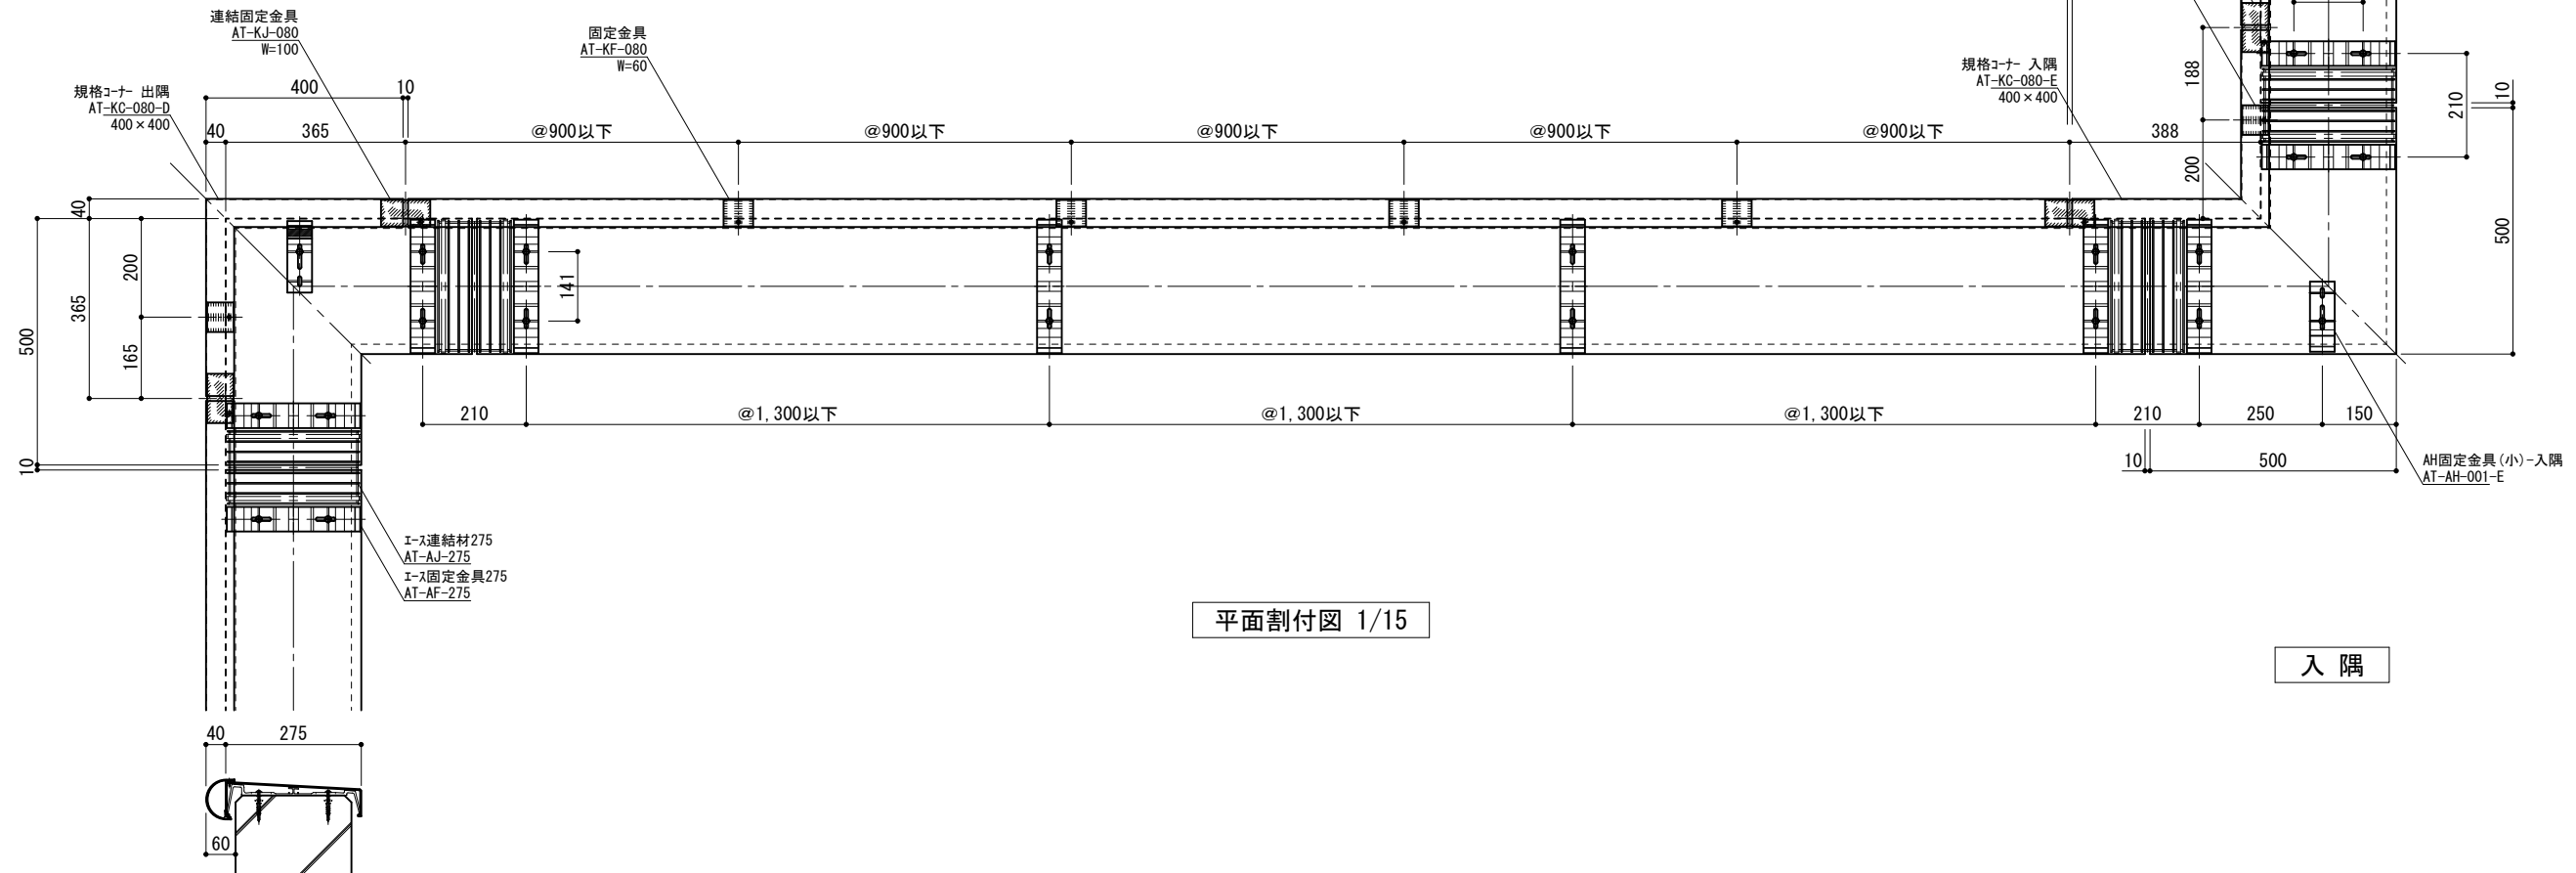 連結固定金具
AT-KJ-080
W=100
固定金具
AT-KF-080
W=60
規格ｺｰﾅｰ 出隅
AT-KC-080-D
400×400
規格ｺｰﾅｰ 入隅
AT-KC-080-E
400×400
400
10
40
365
@900以下
@900以下
@900以下
@900以下
@900以下
388
188
200
210
10
500
40
200
365
165
500
10
141
210
@1,300以下
@1,300以下
@1,300以下
210
250
150
10
500
AH固定金具(小)-入隅
AT-AH-001-E
ｴｰｽ連結材275
AT-AJ-275
ｴｰｽ固定金具275
AT-AF-275
平面割付図 1/15
入 隅
40
275
60